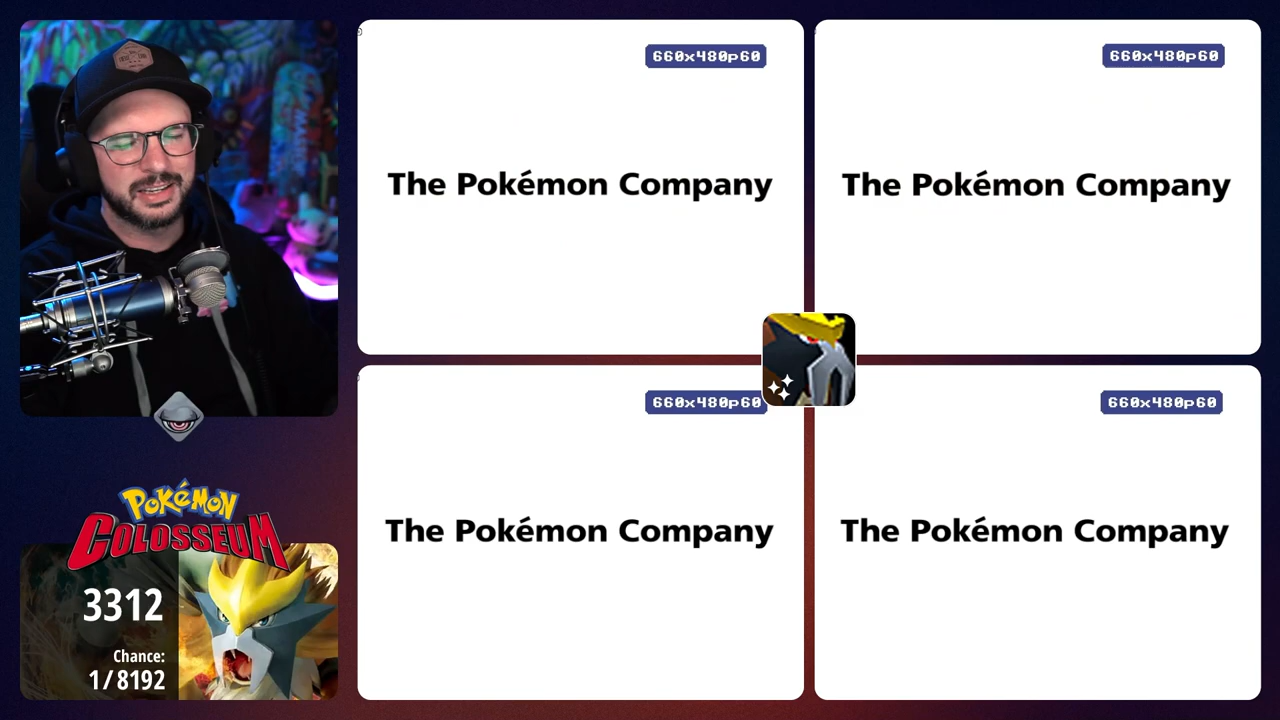 660x480p60
The Pokémon Company
660x480p60
The Pokémon Company
660x480p60
The Pokémon Company
660x480p60
The Pokémon Company
POKéMON
COLOSSEUM
3312
Chance:
1/8192